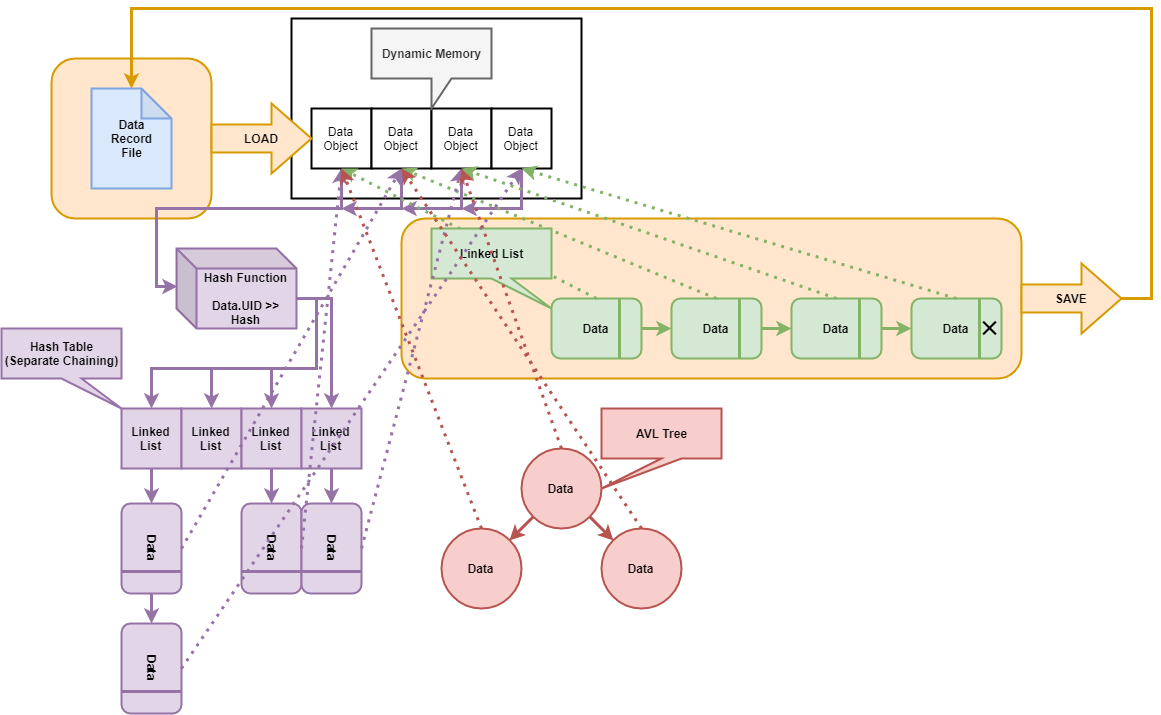 Dynamic Memory
Data
Record
File
LOAD
Data
Object
Data
Object
Data
Object
Data
Object
Linked List
Hash Function
Data.UID >>
Hash
Data
Data
Data
Data
SAVE
Hash Table
(Separate Chaining)
Linked
List
Linked
List
Linked
List
Linked
List
AVL Tree
Data
Data
Data
Data
Data
Data
Data